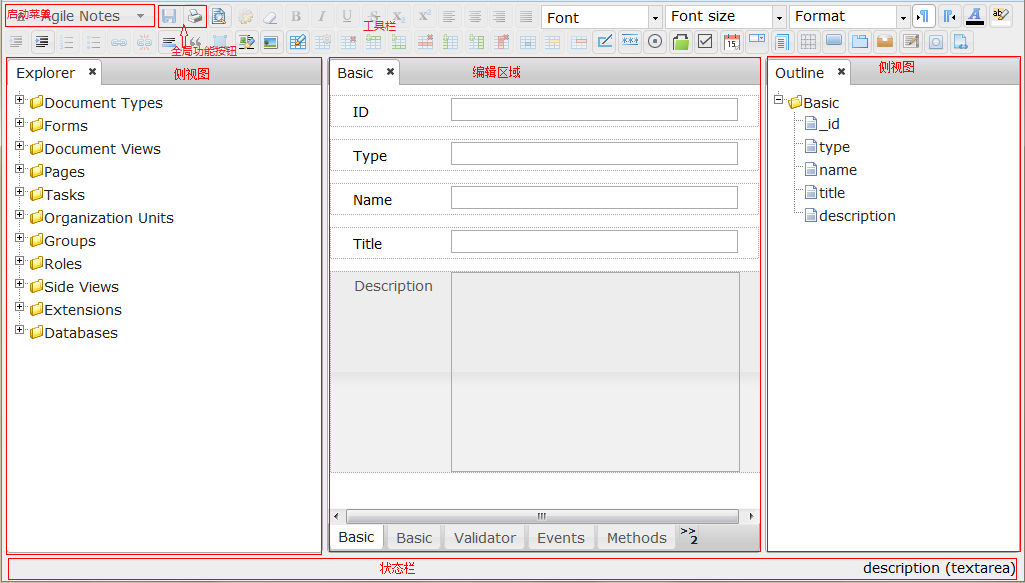 启动菜单 Agile Notes
B I U S X₂ X² Font Font size Format A ab
工具栏
全局功能按钮
*** 15
Explorer
侧视图
Document Types
Forms
Document Views
Pages
Tasks
Organization Units
Groups
Roles
Side Views
Extensions
Databases
Basic
编辑区域
ID
Type
Name
Title
Description
Basic Basic Validator Events Methods >> 2
Outline
侧视图
Basic
_id
type
name
title
description
状态栏
description (textarea)